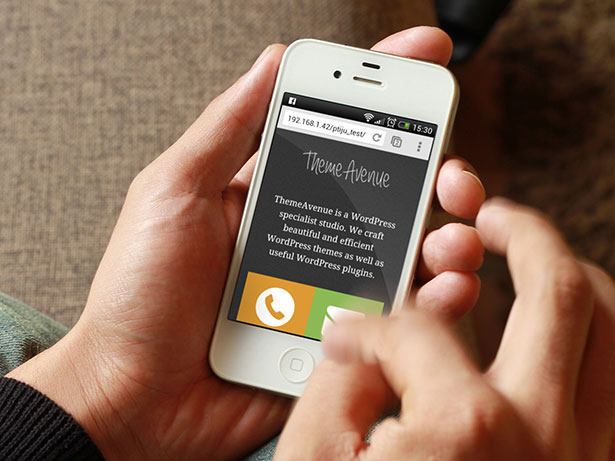 15:30
192.168.1.42/ptiju_test/
ThemeAvenue
ThemeAvenue is a WordPress
specialist studio. We craft
beautiful and efficient
WordPress themes as well as
useful WordPress plugins.